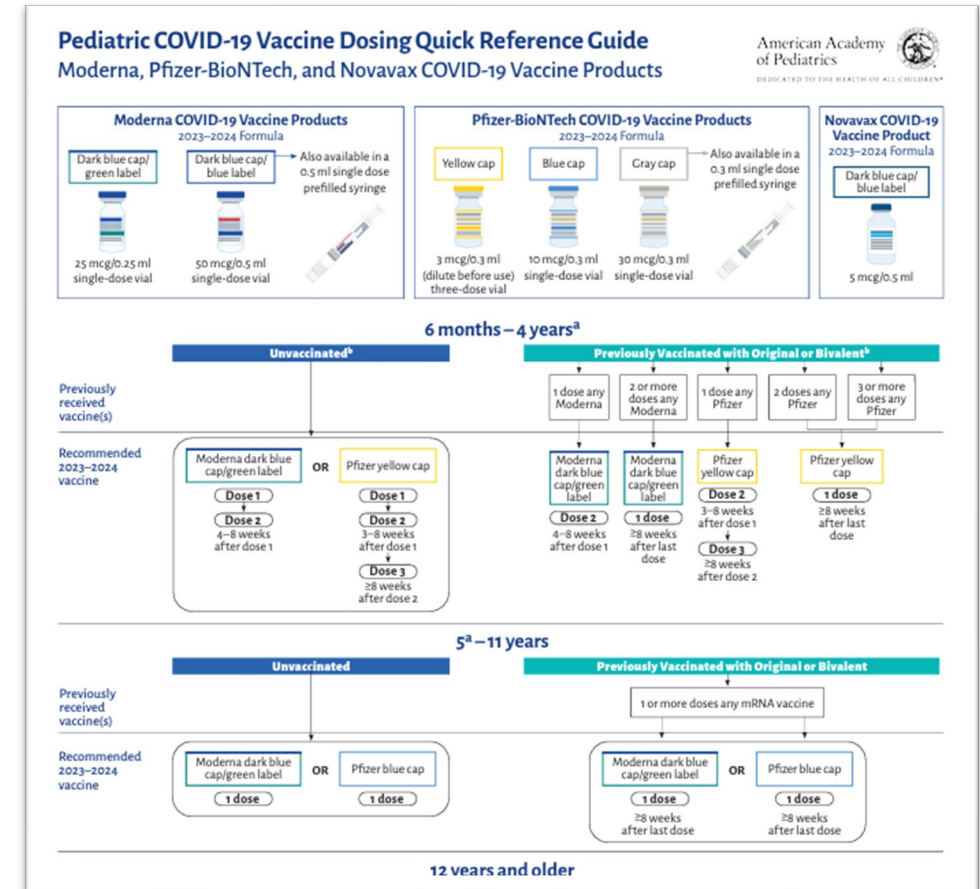 Pediatric COVID-19 Vaccine Dosing Quick Reference Guide
Moderna, Pfizer-BioNTech, and Novavax COVID-19 Vaccine Products
American Academy
of Pediatrics
DEDICATED TO THE HEALTH OF ALL CHILDREN®
Moderna COVID-19 Vaccine Products
2023–2024 Formula
Dark blue cap/
green label
25 mcg/0.25 ml
single-dose vial
Dark blue cap/
blue label
50 mcg/0.5 ml
single-dose vial
Also available in a
0.5 ml single dose
prefilled syringe
Pfizer-BioNTech COVID-19 Vaccine Products
2023–2024 Formula
Yellow cap
3 mcg/0.3 ml
(dilute before use)
three-dose vial
Blue cap
10 mcg/0.3 ml
single-dose vial
Gray cap
30 mcg/0.3 ml
single-dose vial
Also available in a
0.3 ml single dose
prefilled syringe
Novavax COVID-19
Vaccine Product
2023–2024 Formula
Dark blue cap/
blue label
5 mcg/0.5 ml
6 months – 4 yearsª
Unvaccinatedᵇ
Previously Vaccinated with Original or Bivalentᵇ
Previously
received
vaccine(s)
1 dose any
Moderna
2 or more
doses any
Moderna
1 dose any
Pfizer
2 doses any
Pfizer
3 or more
doses any
Pfizer
Recommended
2023–2024
vaccine
Moderna dark blue
cap/green label
Dose 1
Dose 2
4–8 weeks
after dose 1
OR
Pfizer yellow cap
Dose 1
Dose 2
3–8 weeks
after dose 1
Dose 3
≥8 weeks
after dose 2
Moderna
dark blue
cap/green
label
Dose 2
4–8 weeks
after dose 1
Moderna
dark blue
cap/green
label
1 dose
≥8 weeks
after last
dose
Pfizer
yellow cap
Dose 2
3–8 weeks
after dose 1
Dose 3
≥8 weeks
after dose 2
Pfizer yellow
cap
1 dose
≥8 weeks
after last
dose
5ª – 11 years
Unvaccinated
Previously Vaccinated with Original or Bivalent
Previously
received
vaccine(s)
1 or more doses any mRNA vaccine
Recommended
2023–2024
vaccine
Moderna dark blue
cap/green label
1 dose
OR
Pfizer blue cap
1 dose
Moderna dark blue
cap/green label
1 dose
≥8 weeks
after last dose
OR
Pfizer blue cap
1 dose
≥8 weeks
after last dose
12 years and older